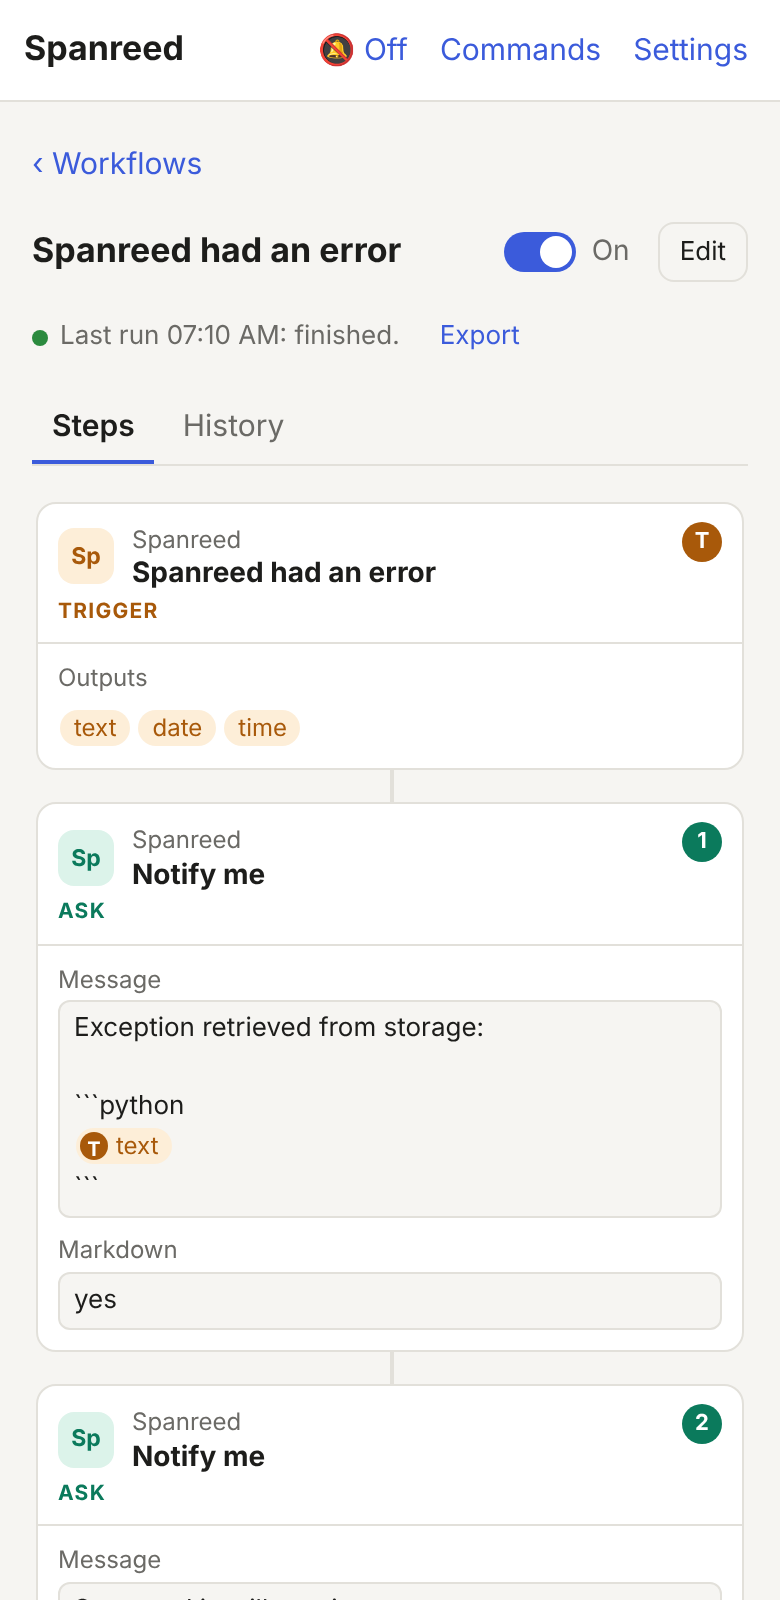 Spanreed
Off
Commands
Settings
‹ Workflows
Spanreed had an error
On
Edit
Last run 07:10 AM: finished.
Export
Steps
History
Sp
Spanreed
Spanreed had an error
T
TRIGGER
Outputs
text
date
time
Sp
Spanreed
Notify me
1
ASK
Message
Exception retrieved from storage:
```python
T text
```
Markdown
yes
Sp
Spanreed
Notify me
2
ASK
Message